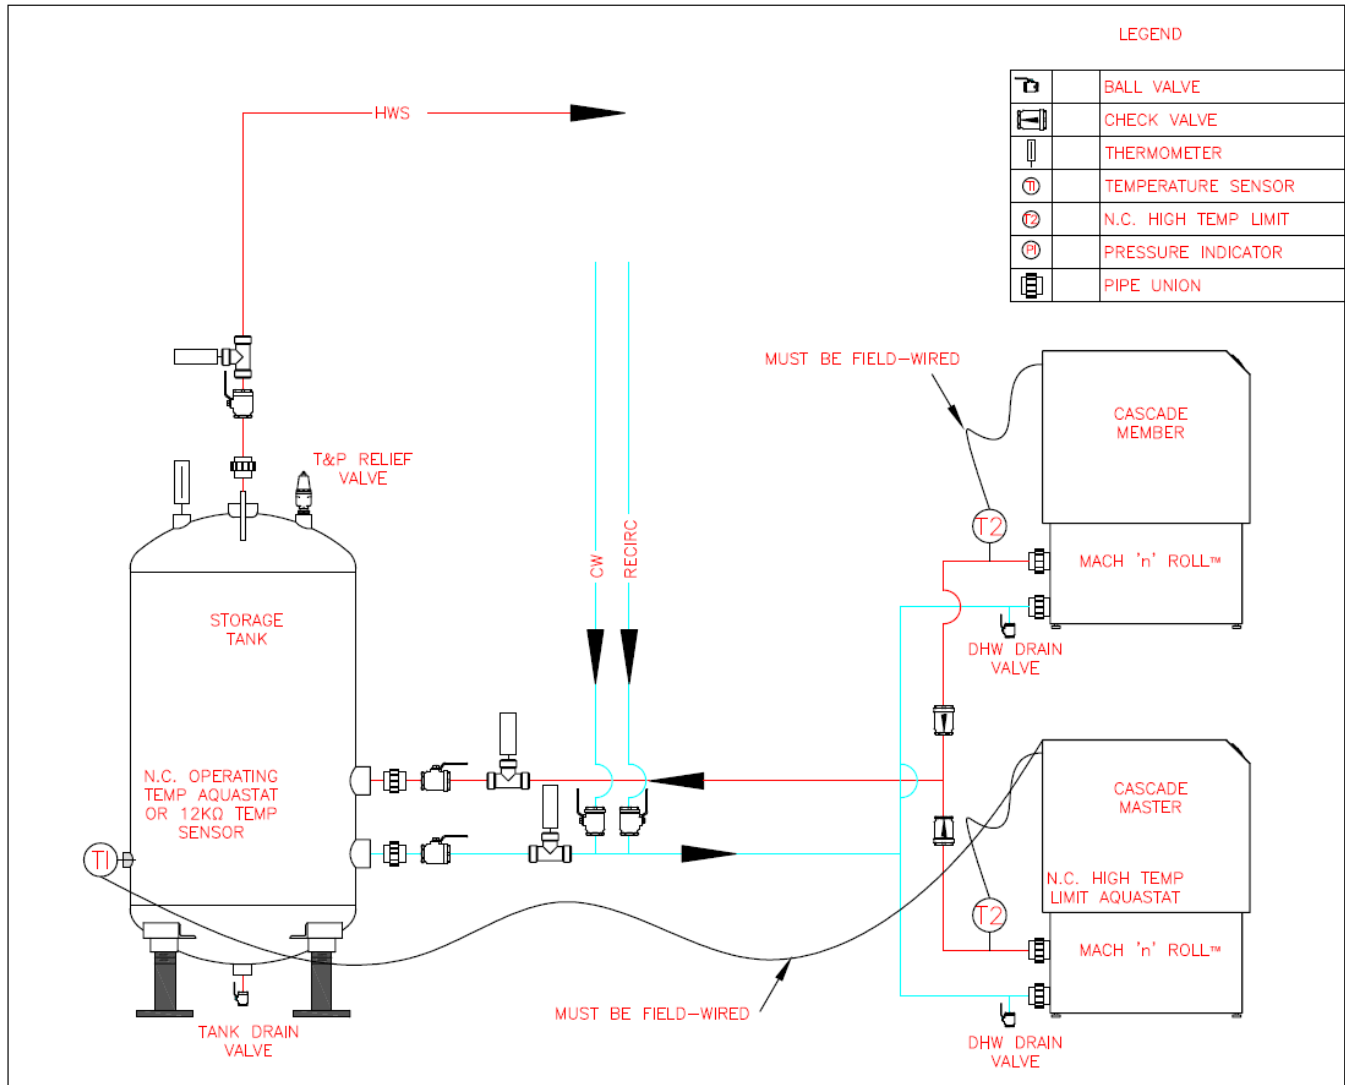 LEGEND
BALL VALVE
CHECK VALVE
THERMOMETER
TI
TEMPERATURE SENSOR
T2
N.C. HIGH TEMP LIMIT
PI
PRESSURE INDICATOR
PIPE UNION
HWS
MUST BE FIELD-WIRED
CASCADE
MEMBER
T&P RELIEF
VALVE
T2
CW
RECIRC
MACH 'n' ROLL™
STORAGE
TANK
DHW DRAIN
VALVE
N.C. OPERATING
TEMP AQUASTAT
OR 12KΩ TEMP
SENSOR
CASCADE
MASTER
TI
N.C. HIGH TEMP
LIMIT AQUASTAT
T2
MACH 'n' ROLL™
MUST BE FIELD-WIRED
TANK DRAIN
VALVE
DHW DRAIN
VALVE